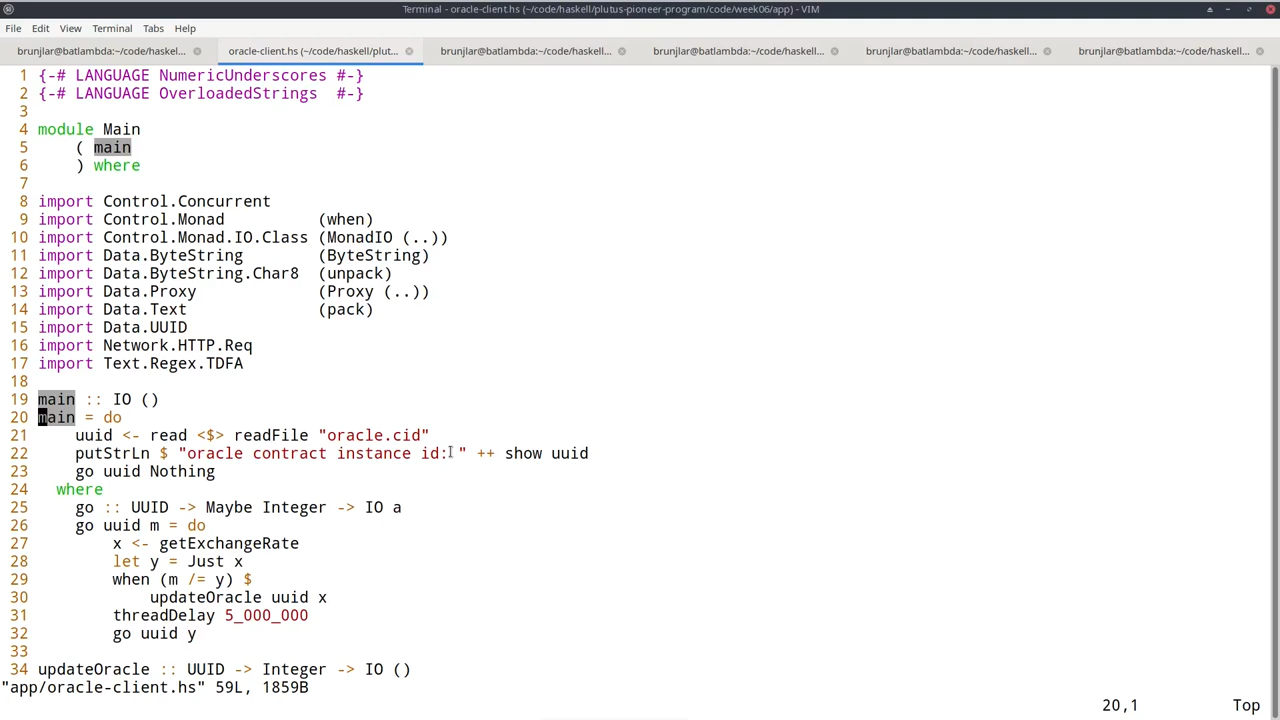 Terminal - oracle-client.hs (~/code/haskell/plutus-pioneer-program/code/week06/app) - VIM
File Edit View Terminal Tabs Help
brunjlar@batlambda:~/code/haskell... oracle-client.hs (~/code/haskell/plut... brunjlar@batlambda:~/code/haskell... brunjlar@batlambda:~/code/haskell... brunjlar@batlambda:~/code/haskell... brunjlar@batlambda:~/code/haskell...
1 {-# LANGUAGE NumericUnderscores #-}
2 {-# LANGUAGE OverloadedStrings  #-}
3
4 module Main
5     ( main
6     ) where
7
8 import Control.Concurrent
9 import Control.Monad          (when)
10 import Control.Monad.IO.Class (MonadIO (..))
11 import Data.ByteString        (ByteString)
12 import Data.ByteString.Char8  (unpack)
13 import Data.Proxy             (Proxy (..))
14 import Data.Text              (pack)
15 import Data.UUID
16 import Network.HTTP.Req
17 import Text.Regex.TDFA
18
19 main :: IO ()
20 main = do
21     uuid <- read <$> readFile "oracle.cid"
22     putStrLn $ "oracle contract instance id: " ++ show uuid
23     go uuid Nothing
24   where
25     go :: UUID -> Maybe Integer -> IO a
26     go uuid m = do
27         x <- getExchangeRate
28         let y = Just x
29         when (m /= y) $
30             updateOracle uuid x
31         threadDelay 5_000_000
32         go uuid y
33
34 updateOracle :: UUID -> Integer -> IO ()
"app/oracle-client.hs" 59L, 1859B
20,1 Top